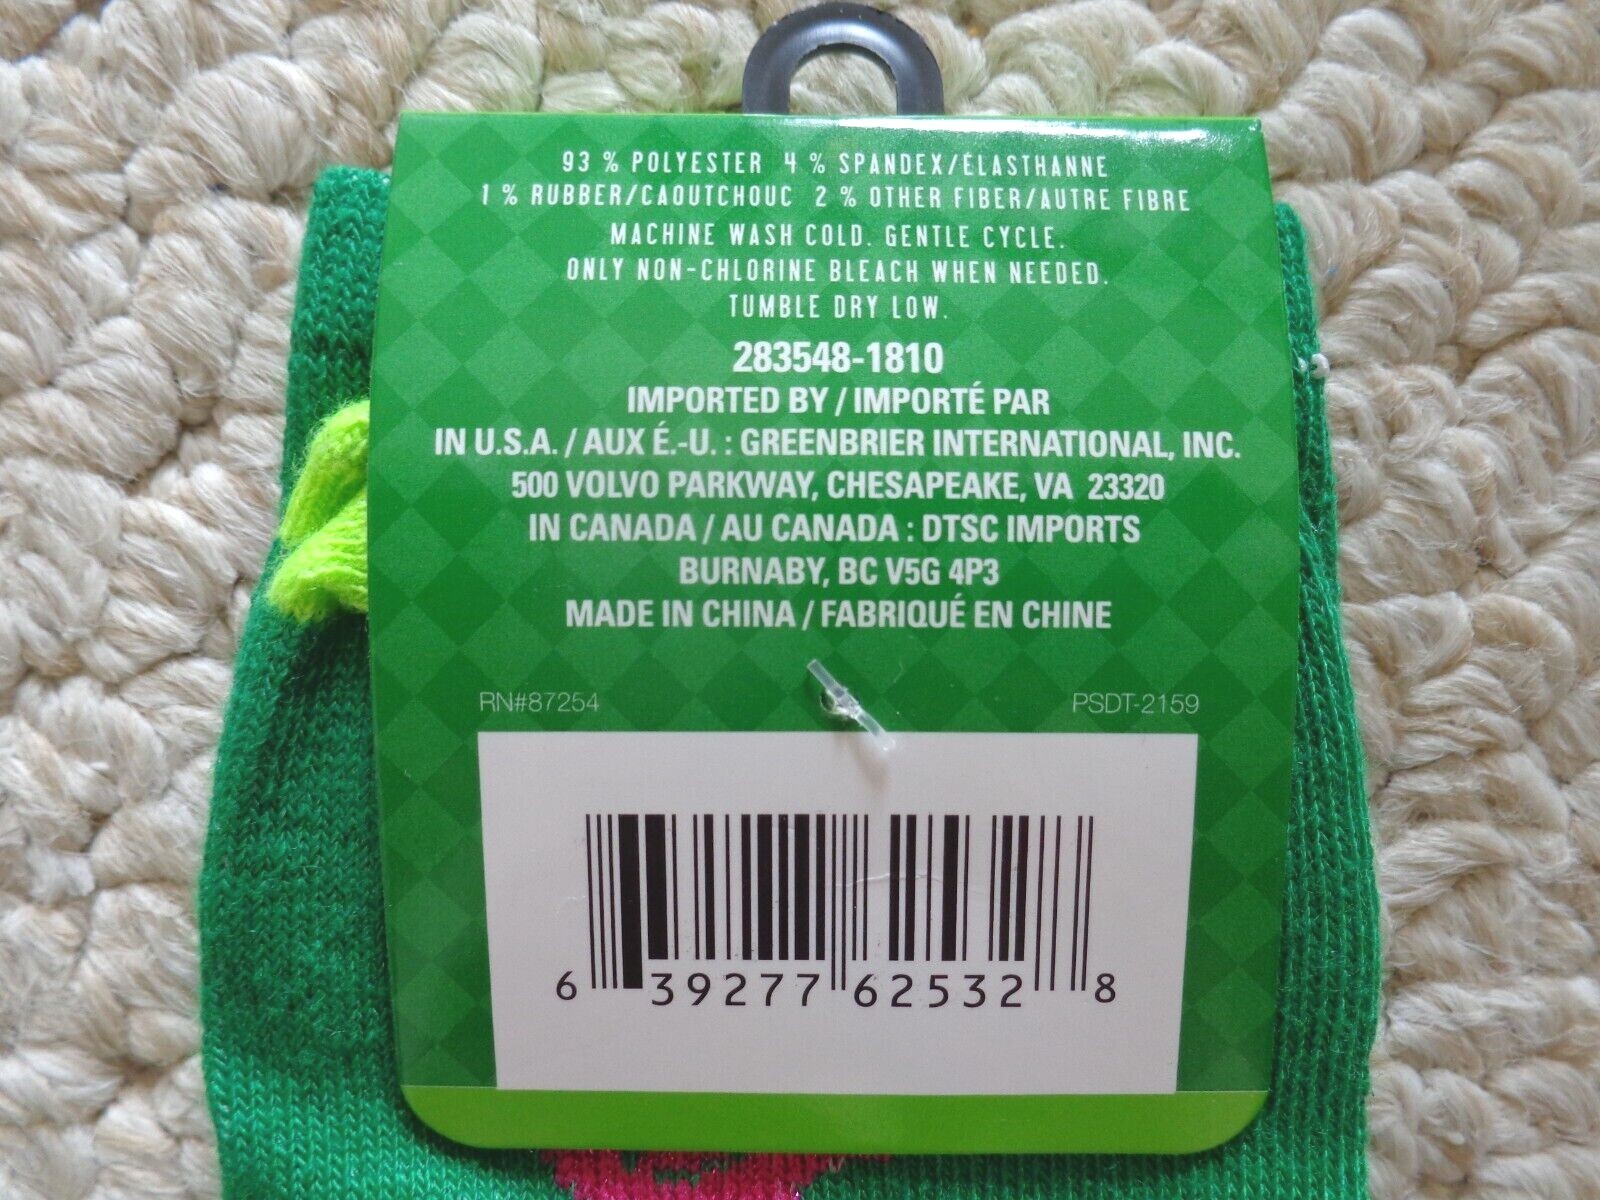 93 % POLYESTER 4 % SPANDEX/ÉLASTHANNE
1 % RUBBER/CAOUTCHOUC 2 % OTHER FIBER/AUTRE FIBRE
MACHINE WASH COLD. GENTLE CYCLE.
ONLY NON-CHLORINE BLEACH WHEN NEEDED.
TUMBLE DRY LOW.
283548-1810
IMPORTED BY / IMPORTÉ PAR
IN U.S.A. / AUX É.-U. : GREENBRIER INTERNATIONAL, INC.
500 VOLVO PARKWAY, CHESAPEAKE, VA 23320
IN CANADA / AU CANADA : DTSC IMPORTS
BURNABY, BC V5G 4P3
MADE IN CHINA / FABRIQUÉ EN CHINE
RN#87254 PSDT-2159
6 39277 62532 8